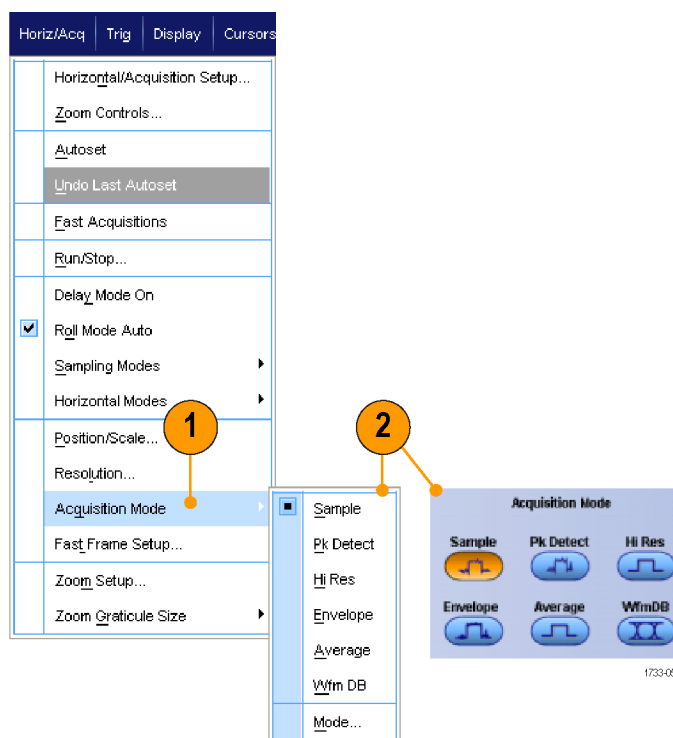 Horiz/Acq Trig Display Cursors
Horizontal/Acquisition Setup...
Zoom Controls...
Autoset
Undo Last Autoset
Fast Acquisitions
Run/Stop...
Delay Mode On
Roll Mode Auto
Sampling Modes
Horizontal Modes
1
2
Position/Scale...
Resolution...
Acquisition Mode
Fast Frame Setup...
Zoom Setup...
Zoom Graticule Size
Sample
Pk Detect
Hi Res
Envelope
Average
Wfm DB
Mode...
Acquisition Mode
Sample Pk Detect Hi Res
Envelope Average WfmDB